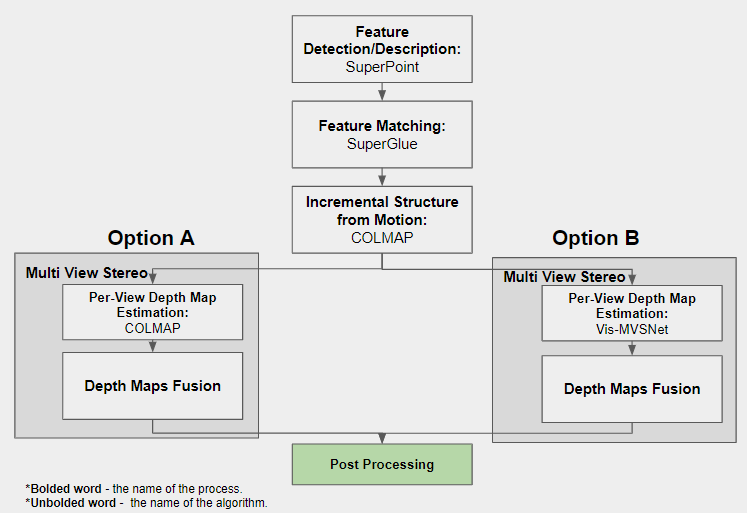 Feature
Detection/Description:
SuperPoint
Feature Matching:
SuperGlue
Incremental Structure
from Motion:
COLMAP
Option A
Multi View Stereo
Per-View Depth Map
Estimation:
COLMAP
Depth Maps Fusion
Option B
Multi View Stereo
Per-View Depth Map
Estimation:
Vis-MVSNet
Depth Maps Fusion
Post Processing
*Bolded word - the name of the process.
*Unbolded word - the name of the algorithm.